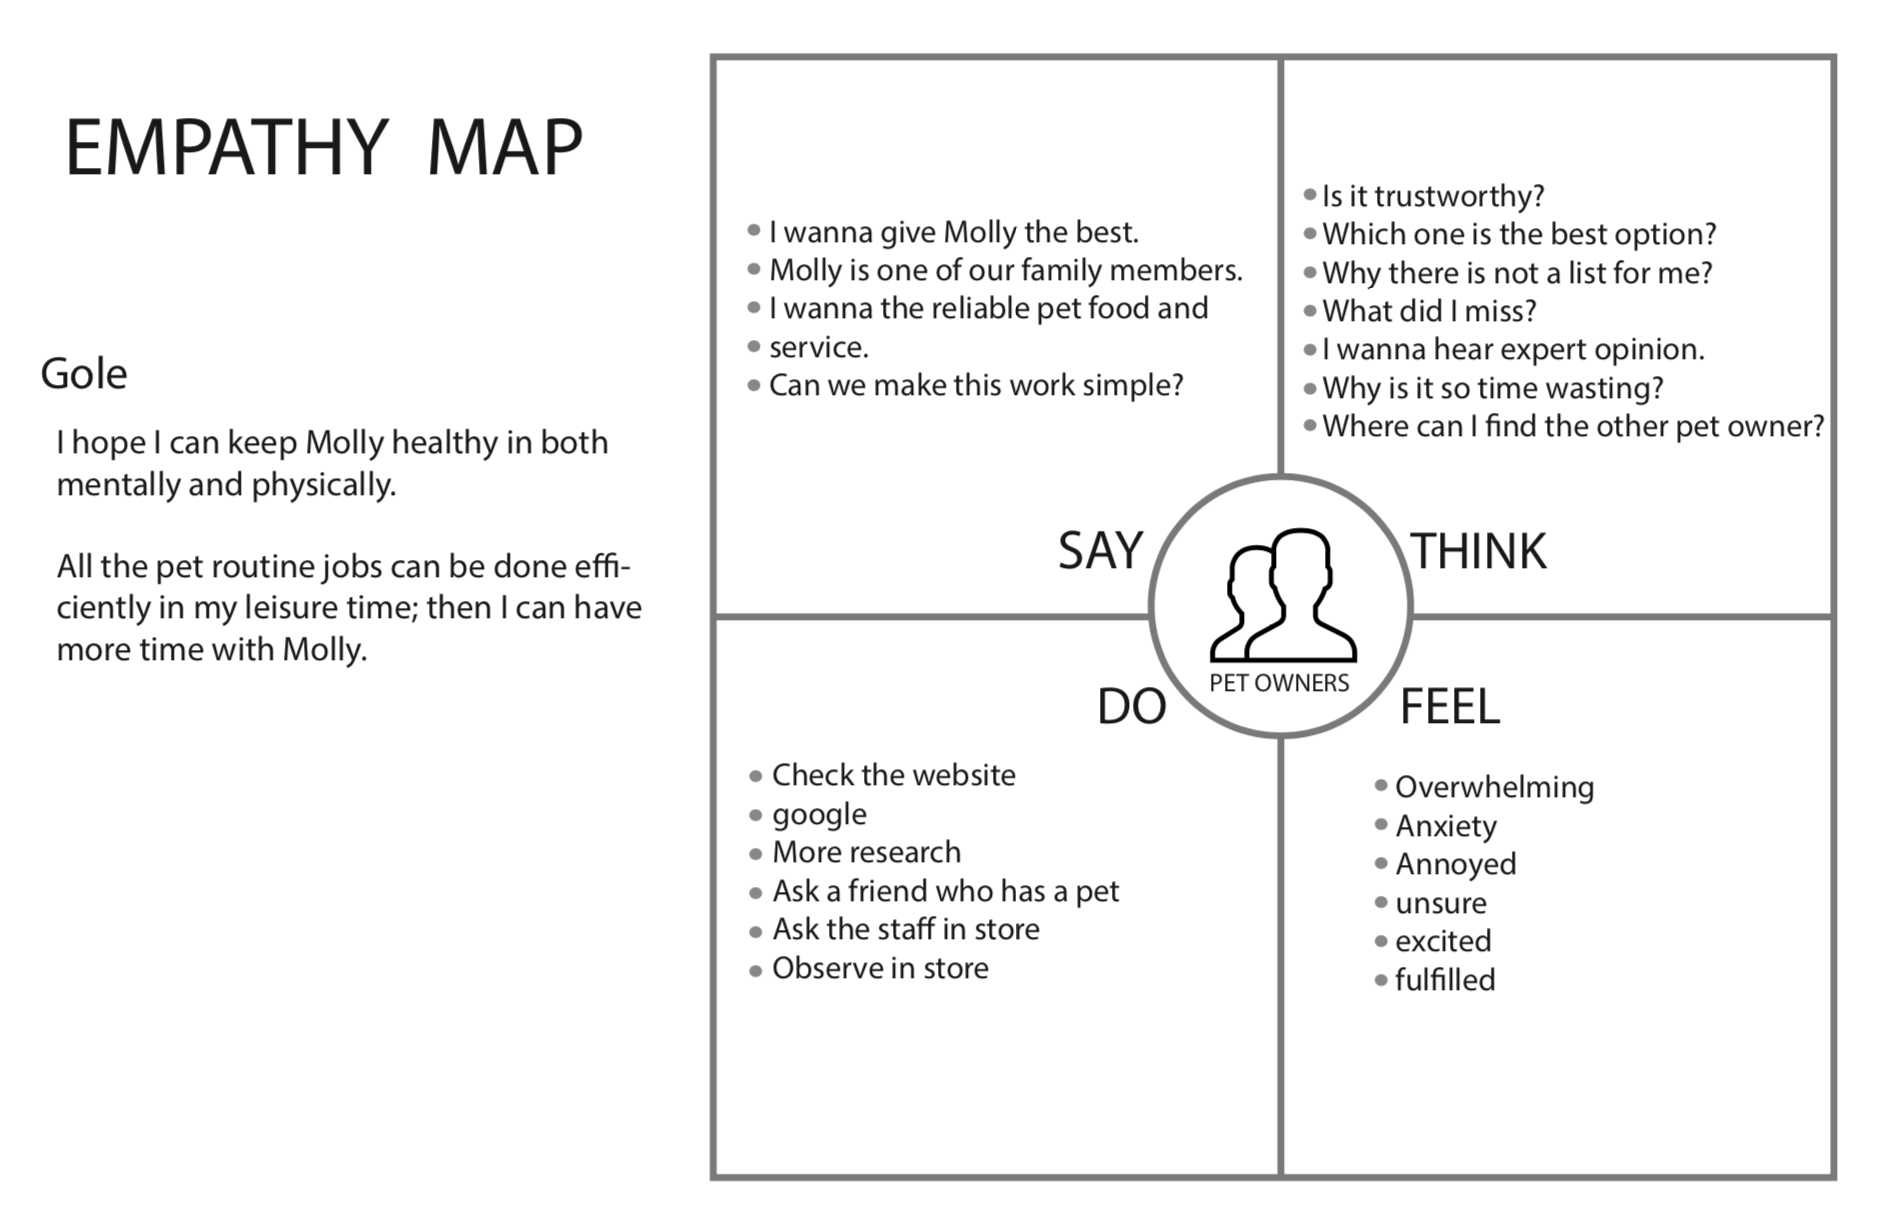 EMPATHY MAP
Gole
I hope I can keep Molly healthy in both
mentally and physically.
All the pet routine jobs can be done effi-
ciently in my leisure time; then I can have
more time with Molly.
I wanna give Molly the best.
Molly is one of our family members.
I wanna the reliable pet food and
service.
Can we make this work simple?
SAY
Is it trustworthy?
Which one is the best option?
Why there is not a list for me?
What did I miss?
I wanna hear expert opinion.
Why is it so time wasting?
Where can I find the other pet owner?
THINK
PET OWNERS
DO
Check the website
google
More research
Ask a friend who has a pet
Ask the staff in store
Observe in store
FEEL
Overwhelming
Anxiety
Annoyed
unsure
excited
fulfilled